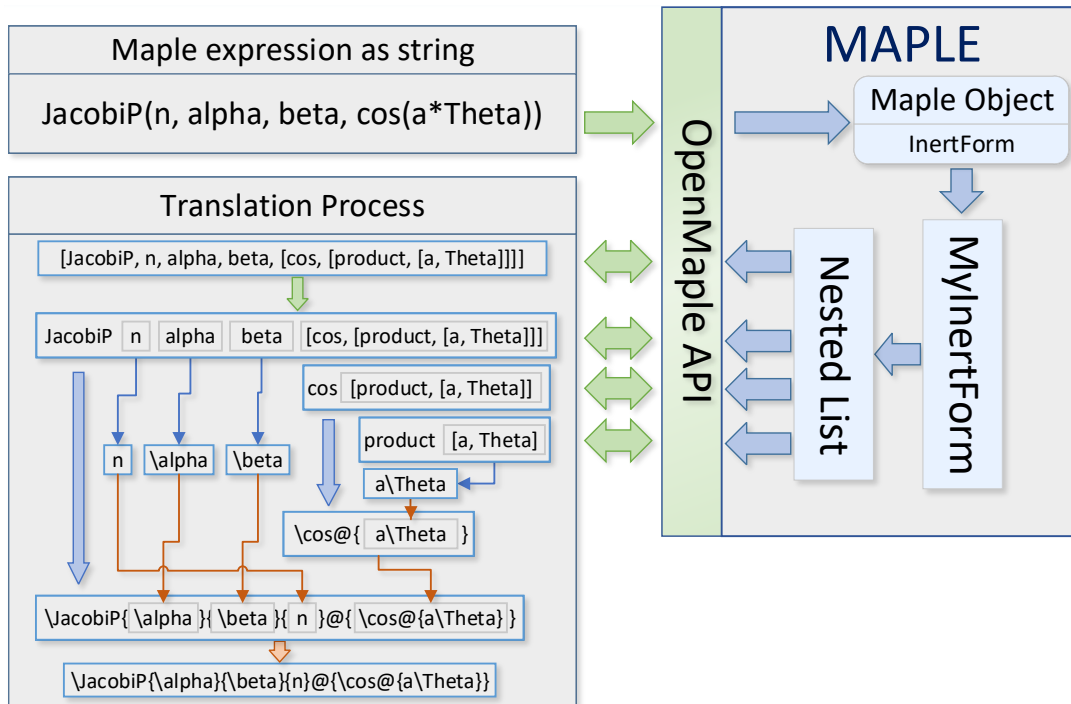 Maple expression as string
JacobiP(n, alpha, beta, cos(a*Theta))
MAPLE
Maple Object
InertForm
OpenMaple API
Nested List
MyInertForm
Translation Process
[JacobiP, n, alpha, beta, [cos, [product, [a, Theta]]]]
JacobiP n alpha beta [cos, [product, [a, Theta]]]
cos [product, [a, Theta]]
product [a, Theta]
n \alpha \beta
a\Theta
\cos@{ a\Theta }
\JacobiP{ \alpha }{ \beta }{ n }@{ \cos@{a\Theta} }
\JacobiP{\alpha}{\beta}{n}@{\cos@{a\Theta}}